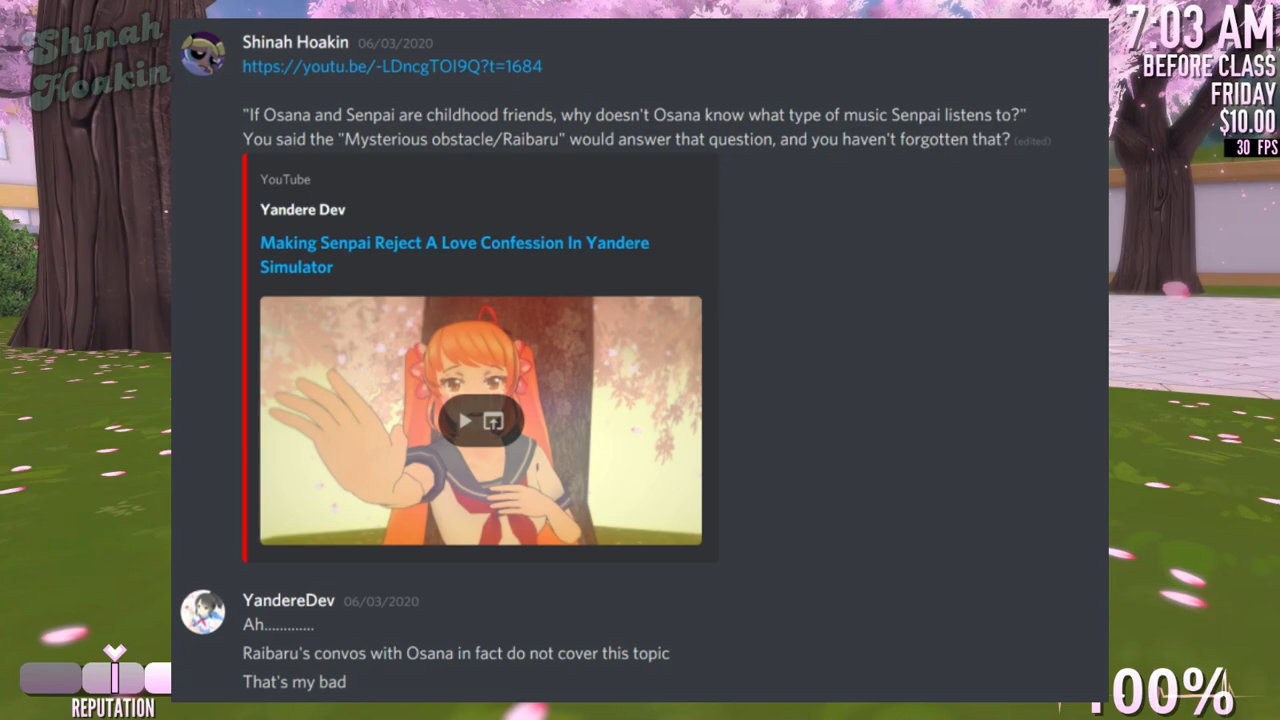 Shinah
Hoakin
7:03 AM
BEFORE CLASS
FRIDAY
$10.00
30 FPS
Shinah Hoakin 06/03/2020
https://youtu.be/-LDncgTOI9Q?t=1684
"If Osana and Senpai are childhood friends, why doesn't Osana know what type of music Senpai listens to?"
You said the "Mysterious obstacle/Raibaru" would answer that question, and you haven't forgotten that? (edited)
YouTube
Yandere Dev
Making Senpai Reject A Love Confession In Yandere
Simulator
YandereDev 06/03/2020
Ah.............
Raibaru's convos with Osana in fact do not cover this topic
That's my bad
REPUTATION
00%